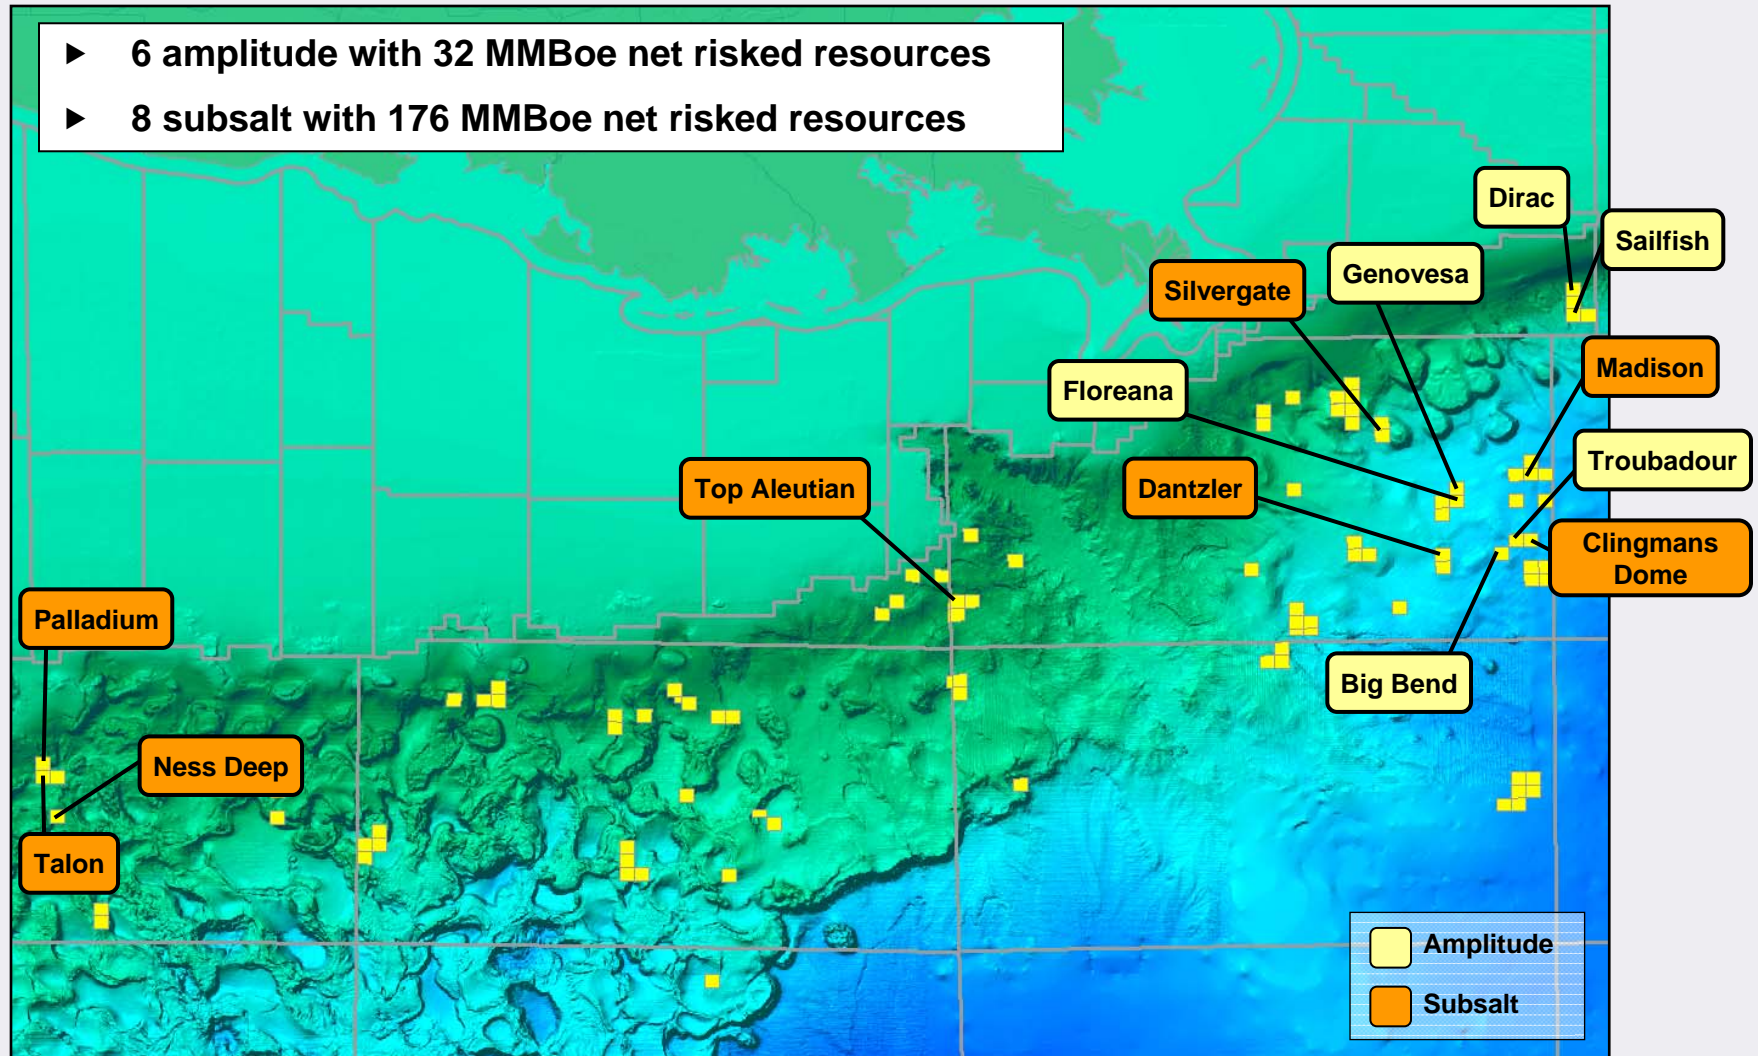 ► 6 amplitude with 32 MMBoe net risked resources
► 8 subsalt with 176 MMBoe net risked resources
Dirac
Sailfish
Genovesa
Silvergate
Madison
Floreana
Troubadour
Top Aleutian
Dantzler
Clingmans
Dome
Palladium
Big Bend
Ness Deep
Talon
Amplitude
Subsalt